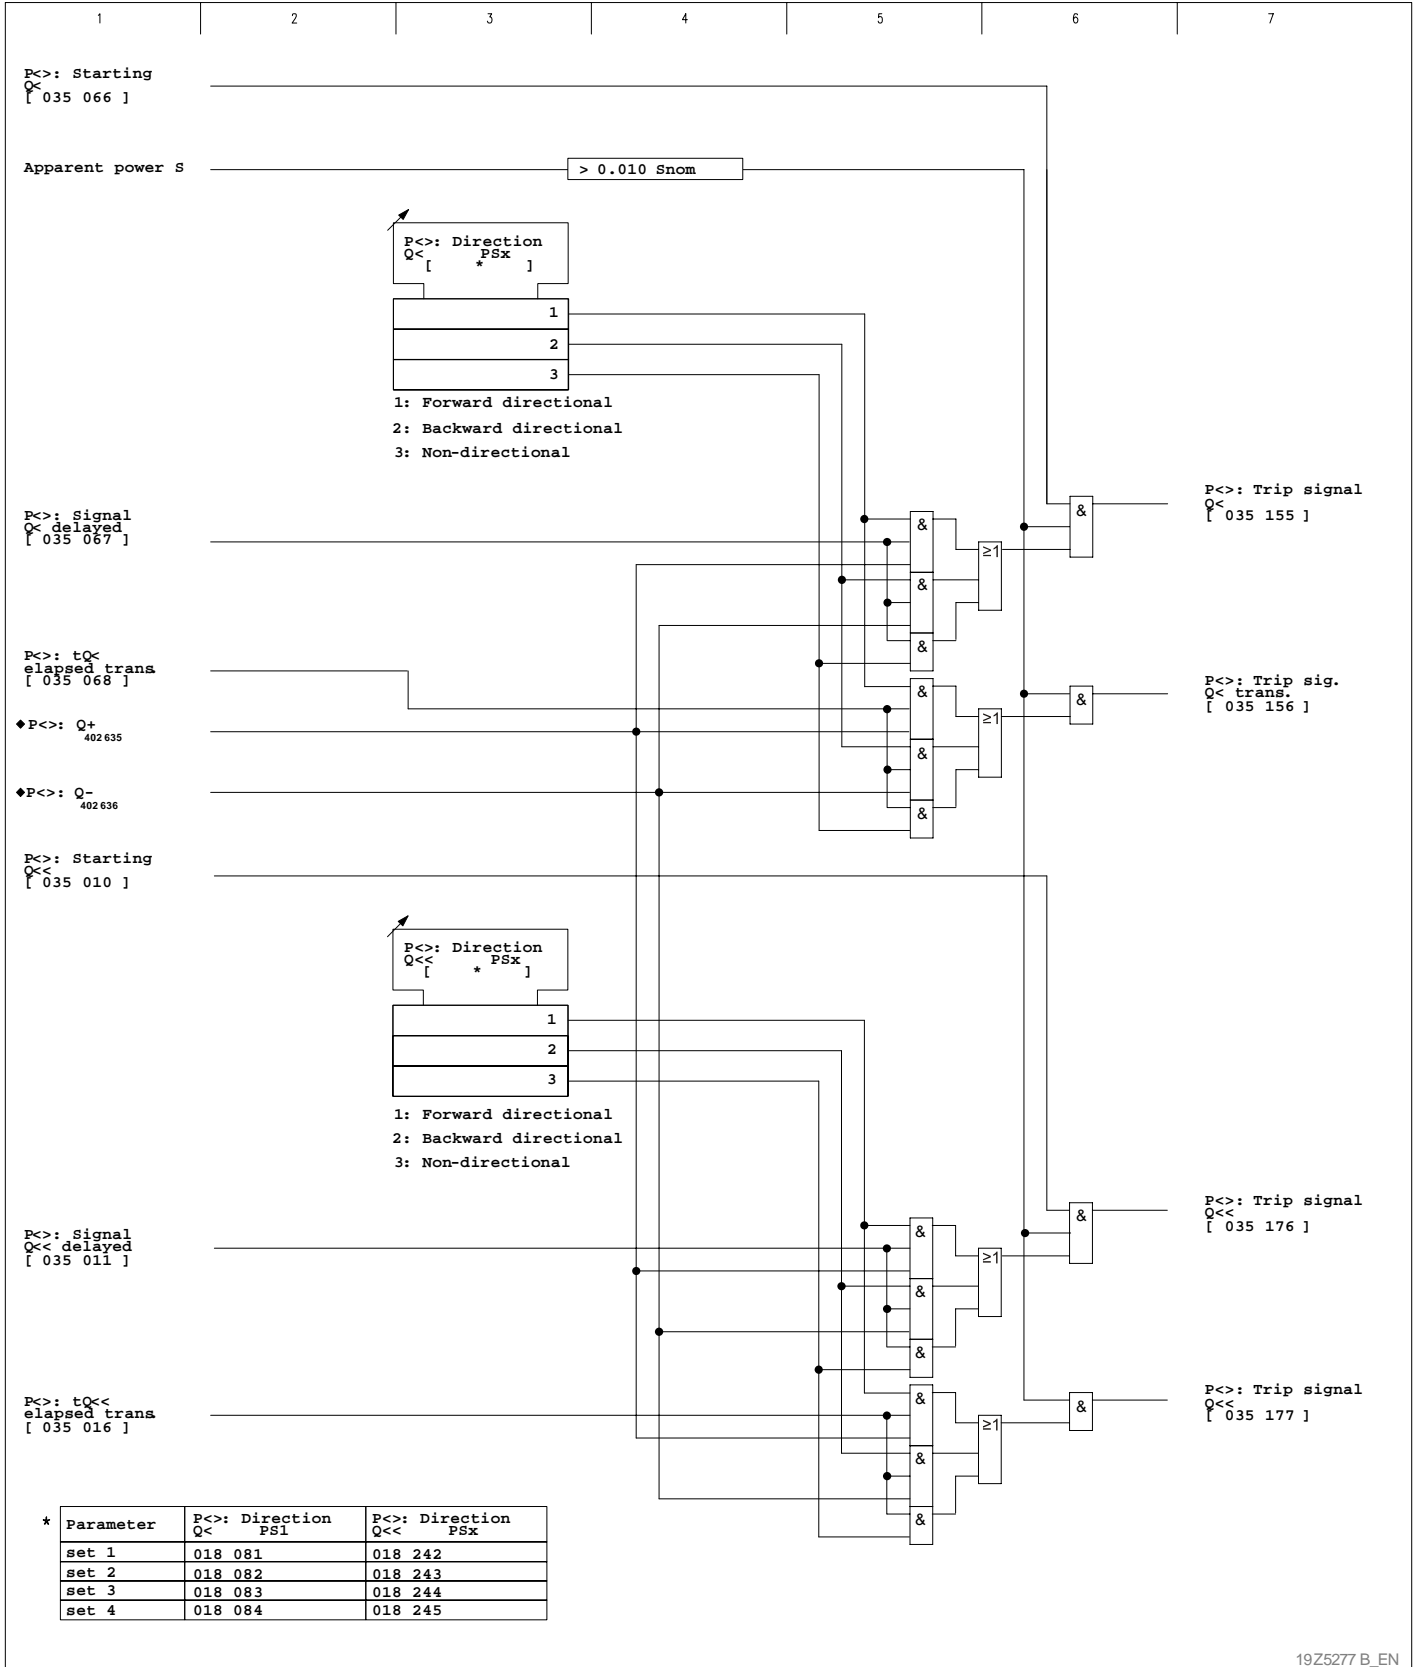 1 2 3 4 5 6 7
P<>: Starting
Q<
[ 035 066 ]
Apparent power S
> 0.010 Snom
P<>: Direction
Q< PSx
[ * ]
1
2
3
1: Forward directional
2: Backward directional
3: Non-directional
P<>: Signal
Q< delayed
[ 035 067 ]
&
&
&
≥1
&
P<>: Trip signal
Q<
[ 035 155 ]
P<>: tQ<
elapsed trans.
[ 035 068 ]
&
&
&
≥1
&
P<>: Trip sig.
Q< trans.
[ 035 156 ]
◆P<>: Q+
402 635
◆P<>: Q-
402 636
P<>: Starting
Q<<
[ 035 010 ]
P<>: Direction
Q<< PSx
[ * ]
1
2
3
1: Forward directional
2: Backward directional
3: Non-directional
P<>: Signal
Q<< delayed
[ 035 011 ]
&
&
&
≥1
&
P<>: Trip signal
Q<<
[ 035 176 ]
P<>: tQ<<
elapsed trans.
[ 035 016 ]
&
&
&
≥1
&
P<>: Trip signal
Q<<
[ 035 177 ]
* Parameter P<>: Direction P<>: Direction
Q< PS1 Q<< PSx
set 1 018 081 018 242
set 2 018 082 018 243
set 3 018 083 018 244
set 4 018 084 018 245
19Z5277 B_EN